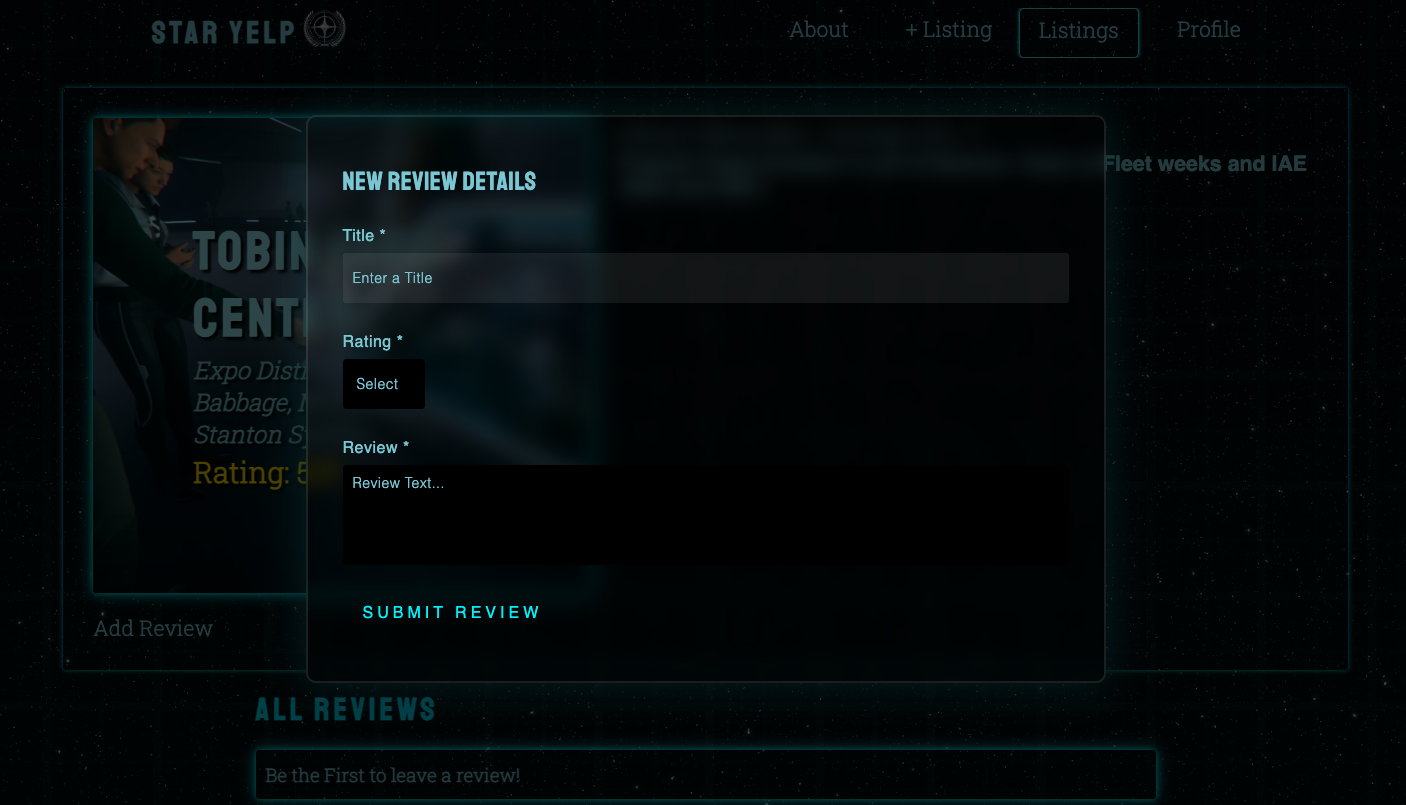 STAR YELP
About
+ Listing
Listings
Profile
Fleet weeks and IAE
TOBIN
CENT
Expo Disti
Babbage,
Stanton Sy
Rating: 5
Add Review
NEW REVIEW DETAILS
Title *
Enter a Title
Rating *
Select
Review *
Review Text...
SUBMIT REVIEW
ALL REVIEWS
Be the First to leave a review!